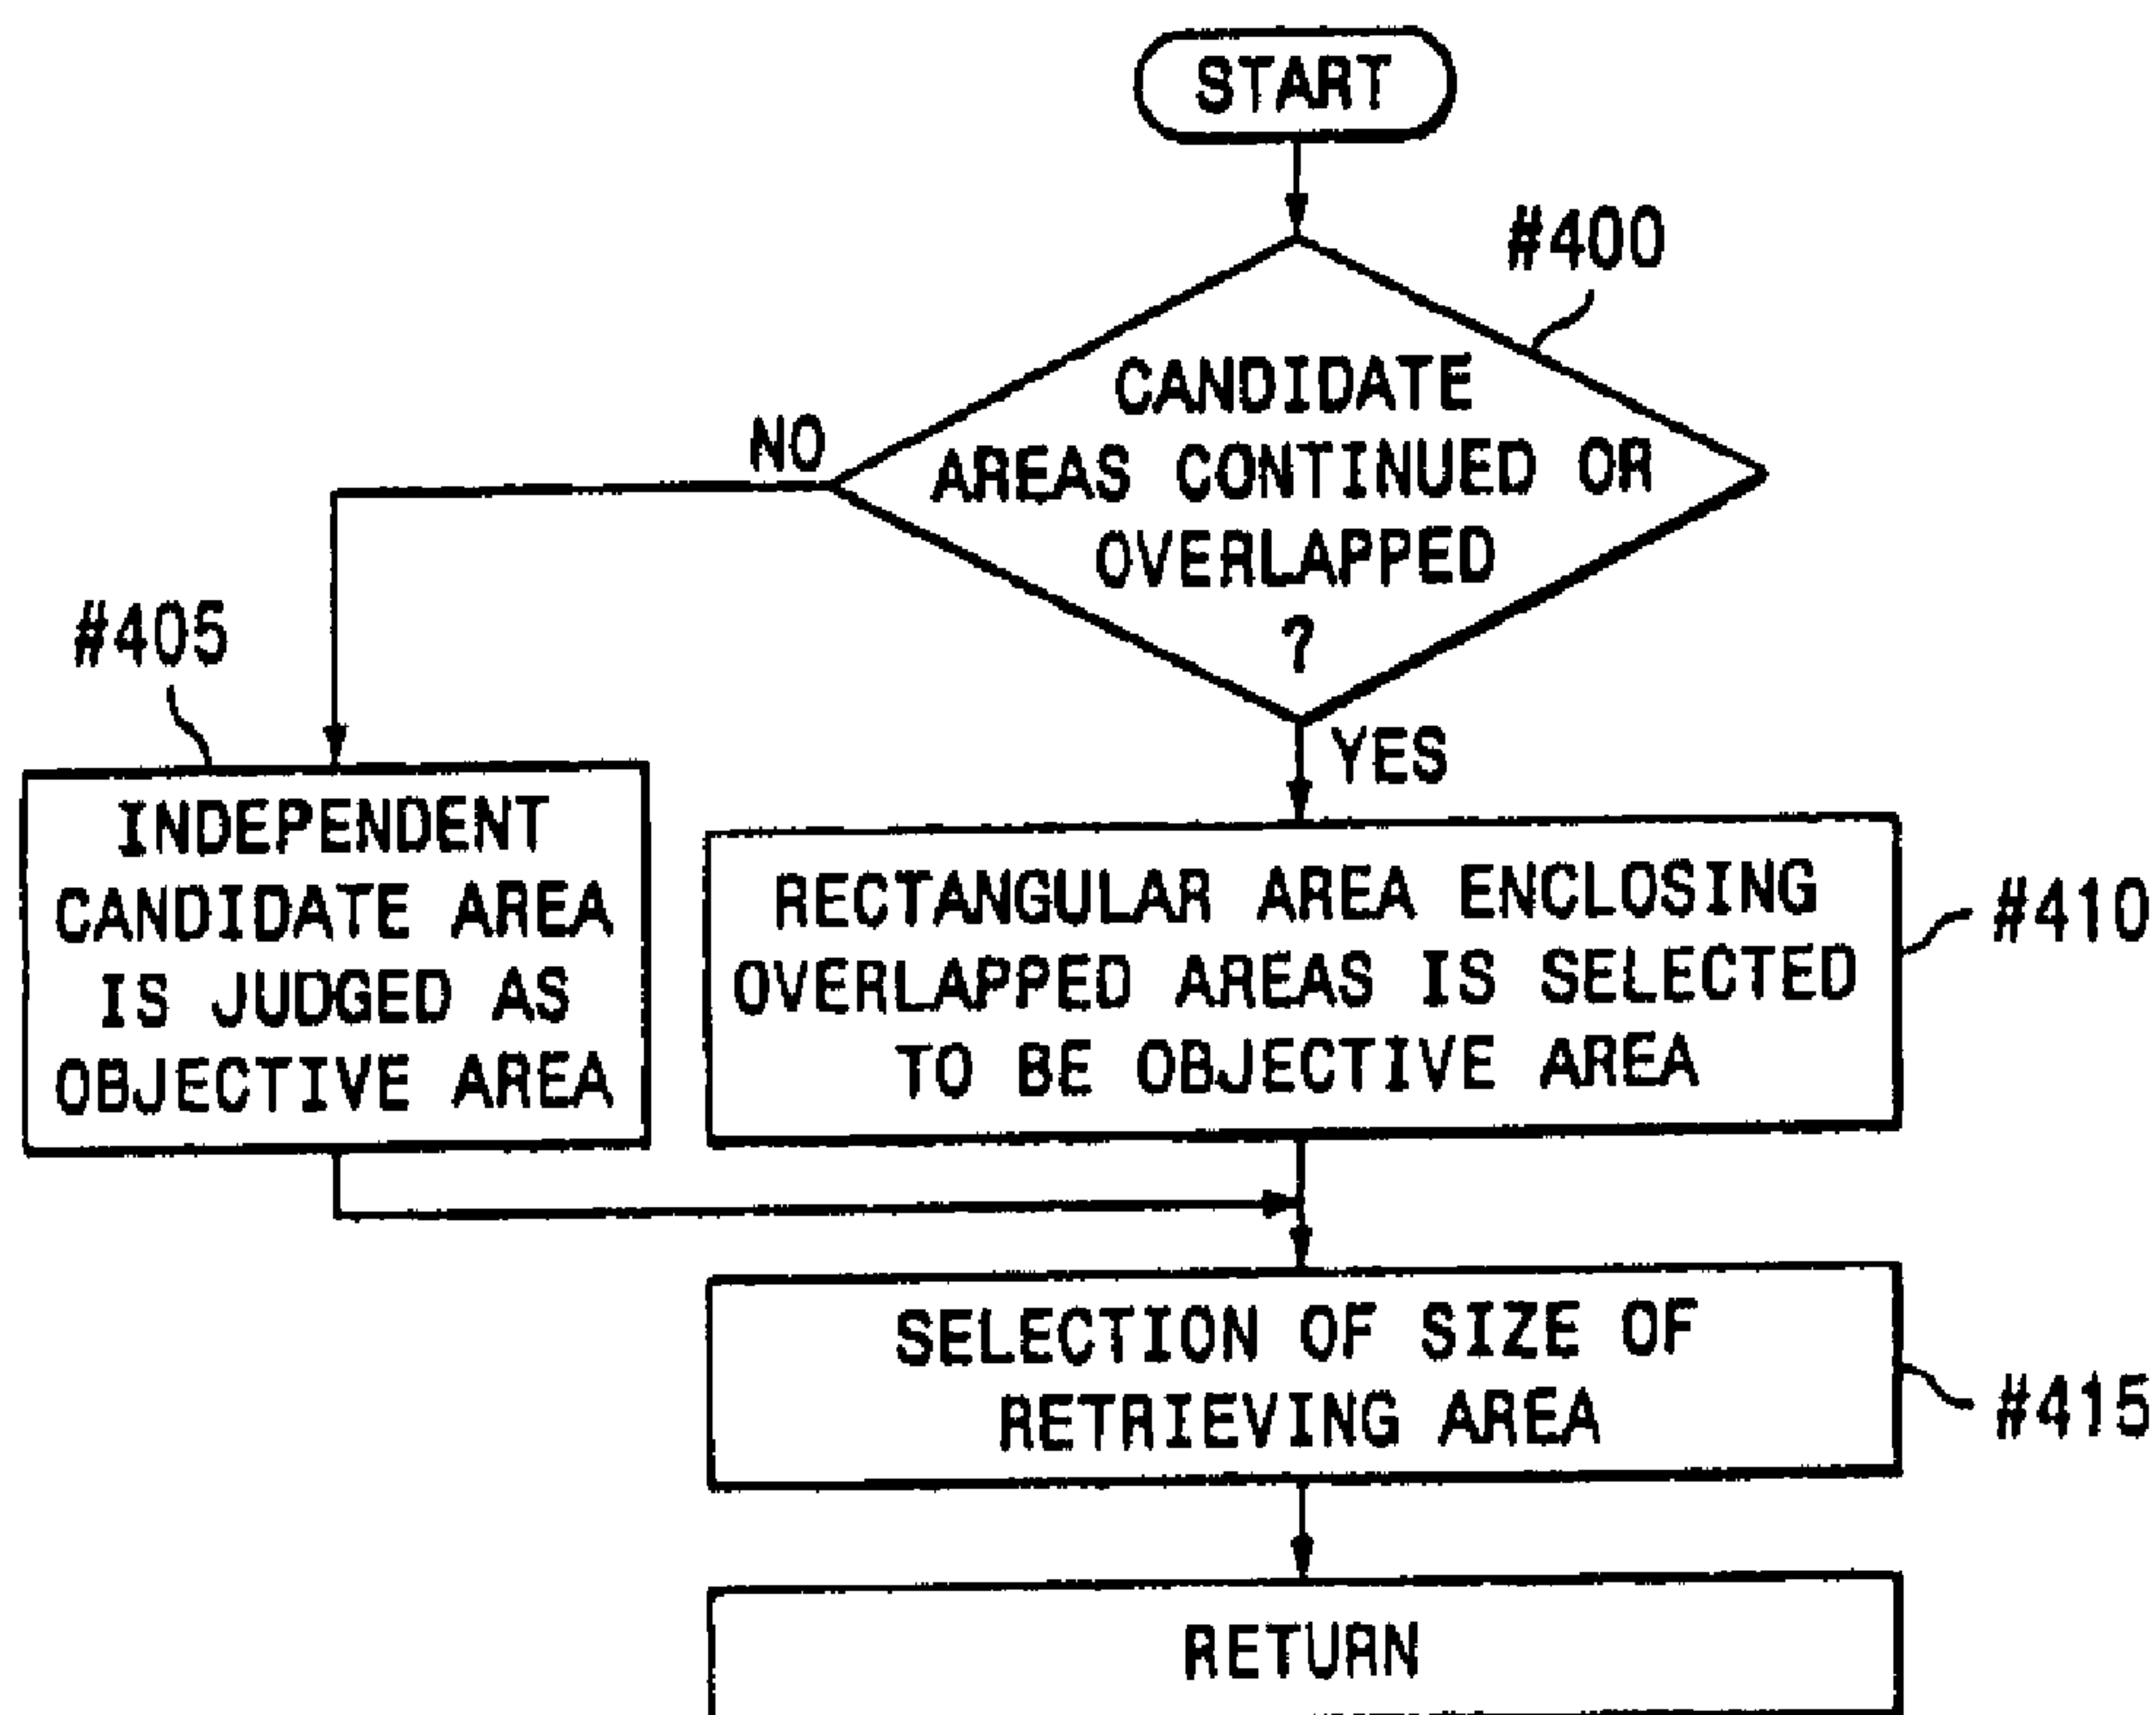 START
#400
CANDIDATE
AREAS CONTINUED OR
OVERLAPPED
?
NO
YES
#405
INDEPENDENT
CANDIDATE AREA
IS JUDGED AS
OBJECTIVE AREA
RECTANGULAR AREA ENCLOSING
OVERLAPPED AREAS IS SELECTED
TO BE OBJECTIVE AREA
#410
SELECTION OF SIZE OF
RETRIEVING AREA
#415
RETURN